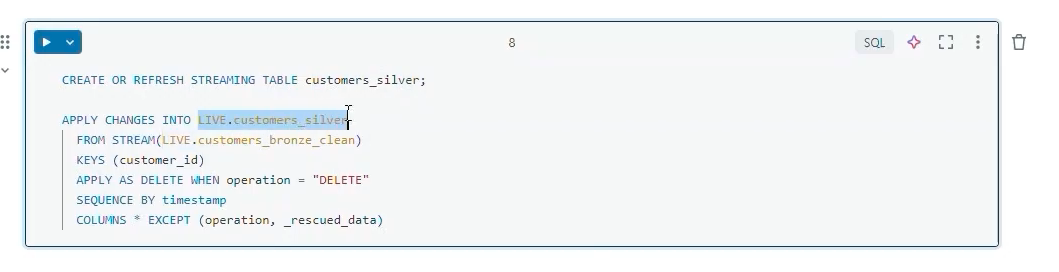 8
SQL
CREATE OR REFRESH STREAMING TABLE customers_silver;
APPLY CHANGES INTO LIVE.customers_silver
FROM STREAM(LIVE.customers_bronze_clean)
KEYS (customer_id)
APPLY AS DELETE WHEN operation = "DELETE"
SEQUENCE BY timestamp
COLUMNS * EXCEPT (operation, _rescued_data)